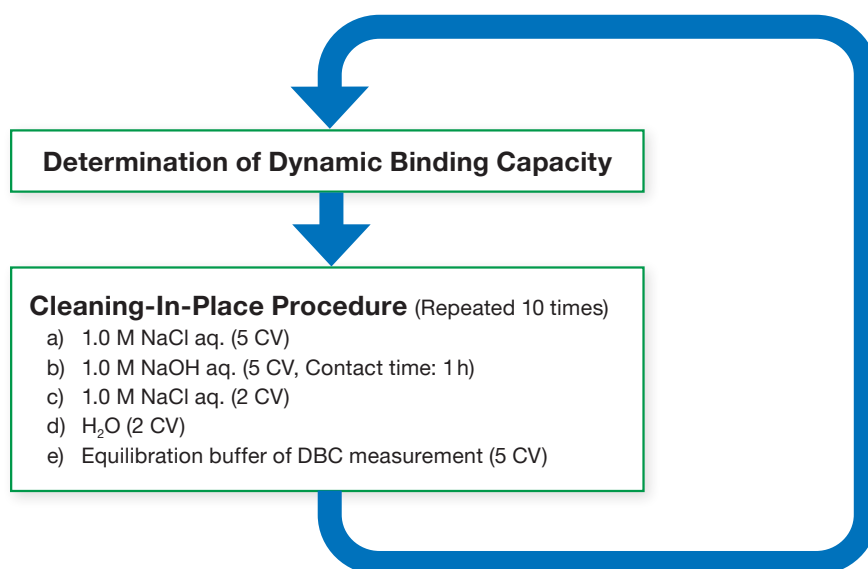 Determination of Dynamic Binding Capacity
Cleaning-In-Place Procedure (Repeated 10 times)
a) 1.0 M NaCl aq. (5 CV)
b) 1.0 M NaOH aq. (5 CV, Contact time: 1 h)
c) 1.0 M NaCl aq. (2 CV)
d) H₂O (2 CV)
e) Equilibration buffer of DBC measurement (5 CV)